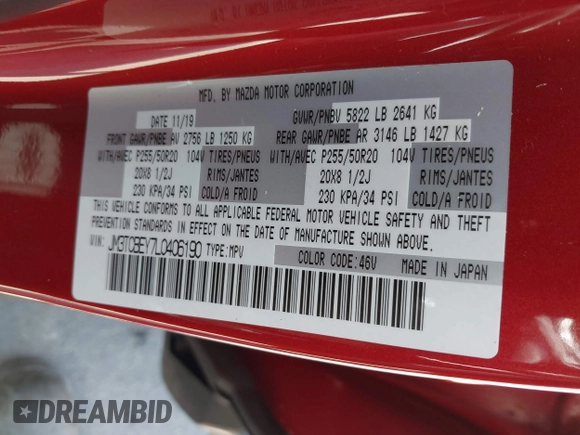 MFD. BY MAZDA MOTOR CORPORATION
DATE 11/19 GVWR/PNBV 5822 LB 2641 KG
FRONT GAWR/PNBE AV 2756 LB 1250 KG REAR GAWR/PNBE AR 3146 LB 1427 KG
WITH/AVEC P255/50R20 104V TIRES/PNEUS WITH/AVEC P255/50R20 104V TIRES/PNEUS
20X8 1/2J RIMS/JANTES 20X8 1/2J RIMS/JANTES
230 KPA/34 PSI COLD/A FROID 230 KPA/34 PSI COLD/A FROID
THIS VEHICLE CONFORMS TO ALL APPLICABLE FEDERAL MOTOR VEHICLE SAFETY AND THEFT
PREVENTION STANDARDS IN EFFECT ON THE DATE OF MANUFACTURE SHOWN ABOVE.
VIN: JM3TCBEY7L0406190 TYPE:MPV COLOR CODE:46V MADE IN JAPAN
DREAMBID